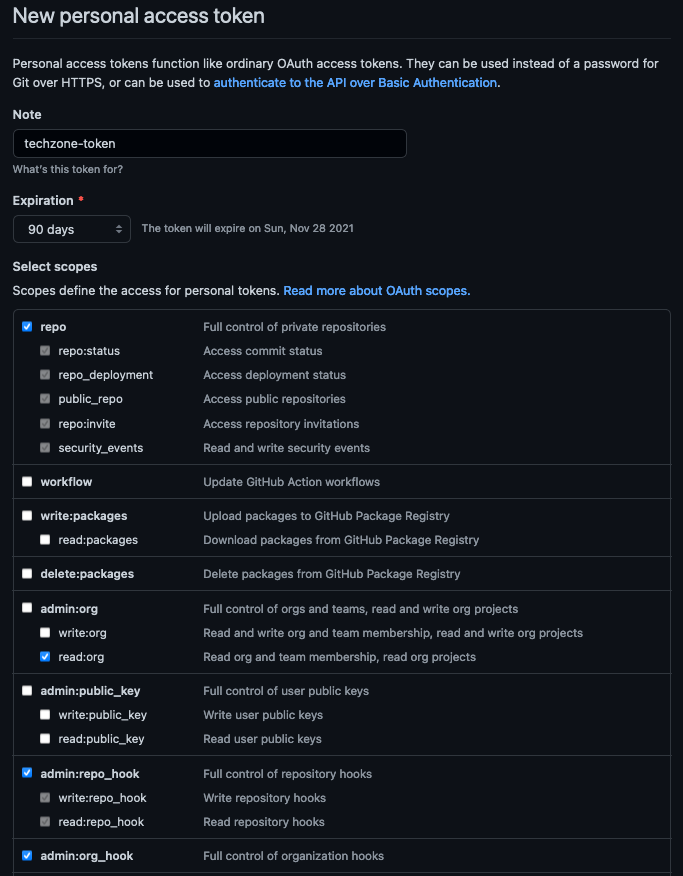 New personal access token
Personal access tokens function like ordinary OAuth access tokens. They can be used instead of a password for
Git over HTTPS, or can be used to authenticate to the API over Basic Authentication.
Note
techzone-token
What's this token for?
Expiration *
90 days The token will expire on Sun, Nov 28 2021
Select scopes
Scopes define the access for personal tokens. Read more about OAuth scopes.
repo Full control of private repositories
repo:status Access commit status
repo_deployment Access deployment status
public_repo Access public repositories
repo:invite Access repository invitations
security_events Read and write security events
workflow Update GitHub Action workflows
write:packages Upload packages to GitHub Package Registry
read:packages Download packages from GitHub Package Registry
delete:packages Delete packages from GitHub Package Registry
admin:org Full control of orgs and teams, read and write org projects
write:org Read and write org and team membership, read and write org projects
read:org Read org and team membership, read org projects
admin:public_key Full control of user public keys
write:public_key Write user public keys
read:public_key Read user public keys
admin:repo_hook Full control of repository hooks
write:repo_hook Write repository hooks
read:repo_hook Read repository hooks
admin:org_hook Full control of organization hooks